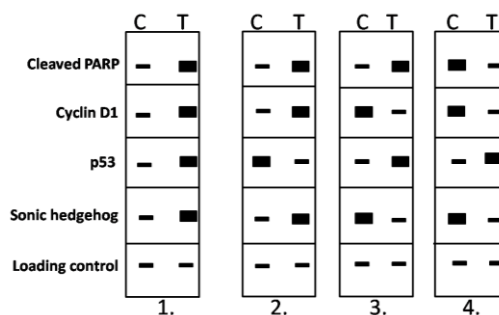 C T C T C T C T
Cleaved PARP
Cyclin D1
p53
Sonic hedgehog
Loading control
1. 2. 3. 4.